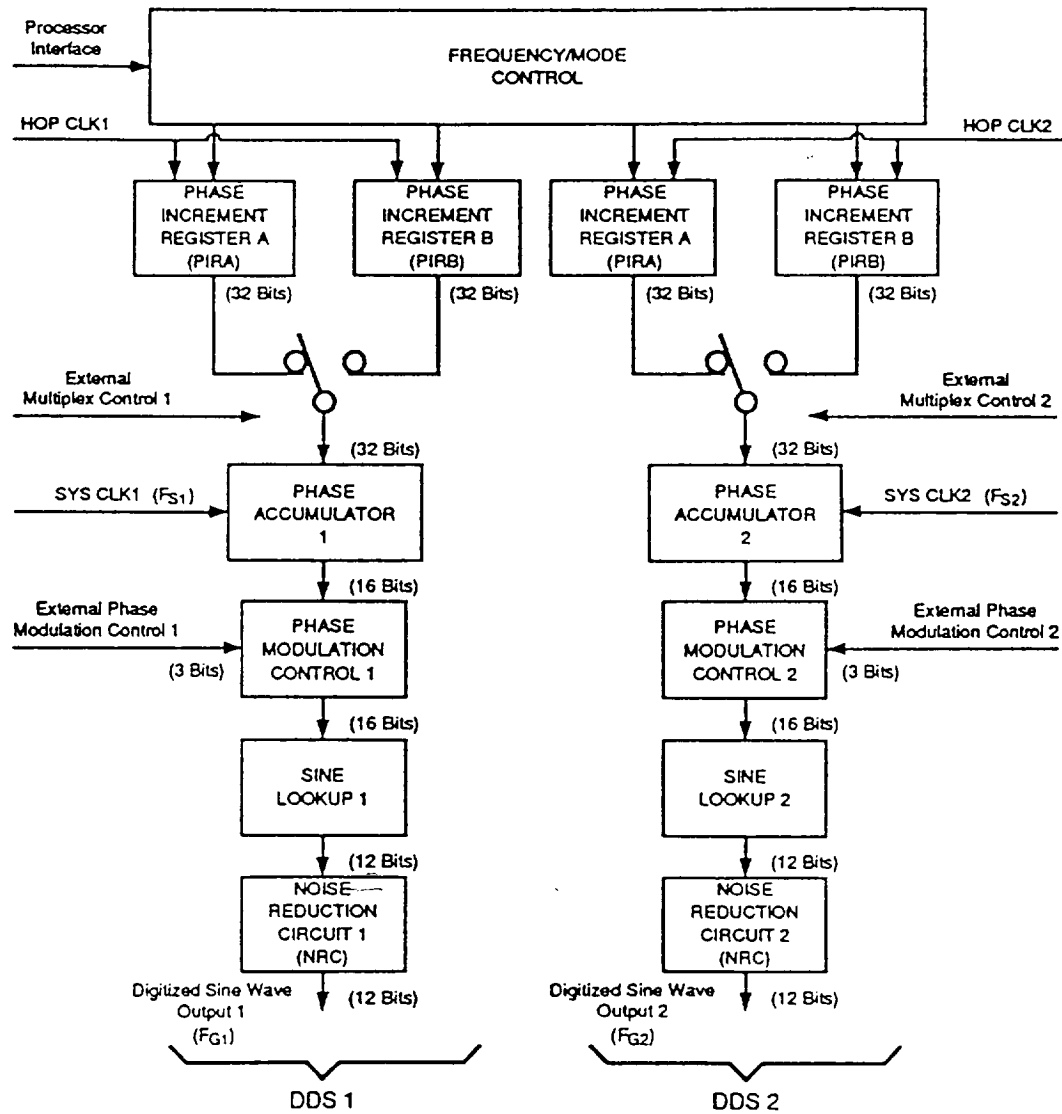 Processor
Interface
FREQUENCY/MODE
CONTROL
HOP CLK1
HOP CLK2
PHASE
INCREMENT
REGISTER A
(PIRA)
PHASE
INCREMENT
REGISTER B
(PIRB)
PHASE
INCREMENT
REGISTER A
(PIRA)
PHASE
INCREMENT
REGISTER B
(PIRB)
(32 Bits)
(32 Bits)
(32 Bits)
(32 Bits)
External
Multiplex Control 1
External
Multiplex Control 2
(32 Bits)
(32 Bits)
SYS CLK1 (FS1)
PHASE
ACCUMULATOR
1
PHASE
ACCUMULATOR
2
SYS CLK2 (FS2)
(16 Bits)
(16 Bits)
External Phase
Modulation Control 1
(3 Bits)
PHASE
MODULATION
CONTROL 1
PHASE
MODULATION
CONTROL 2
External Phase
Modulation Control 2
(3 Bits)
(16 Bits)
(16 Bits)
SINE
LOOKUP 1
SINE
LOOKUP 2
(12 Bits)
(12 Bits)
NOISE
REDUCTION
CIRCUIT 1
(NRC)
NOISE
REDUCTION
CIRCUIT 2
(NRC)
Digitized Sine Wave
Output 1
(FG1)
(12 Bits)
Digitized Sine Wave
Output 2
(FG2)
(12 Bits)
DDS 1
DDS 2